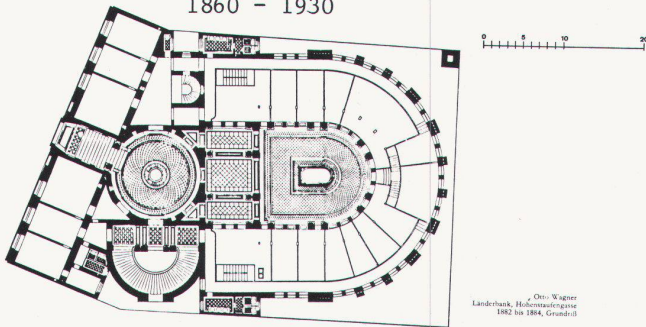 1860 - 1930
0 5 10 20
Otto Wagner
Länderbank, Hohenstaufengasse
1882 bis 1884, Grundriß